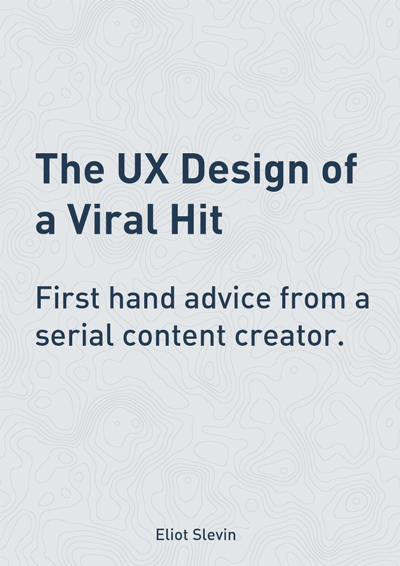 The UX Design of
a Viral Hit
First hand advice from a
serial content creator.
Eliot Slevin